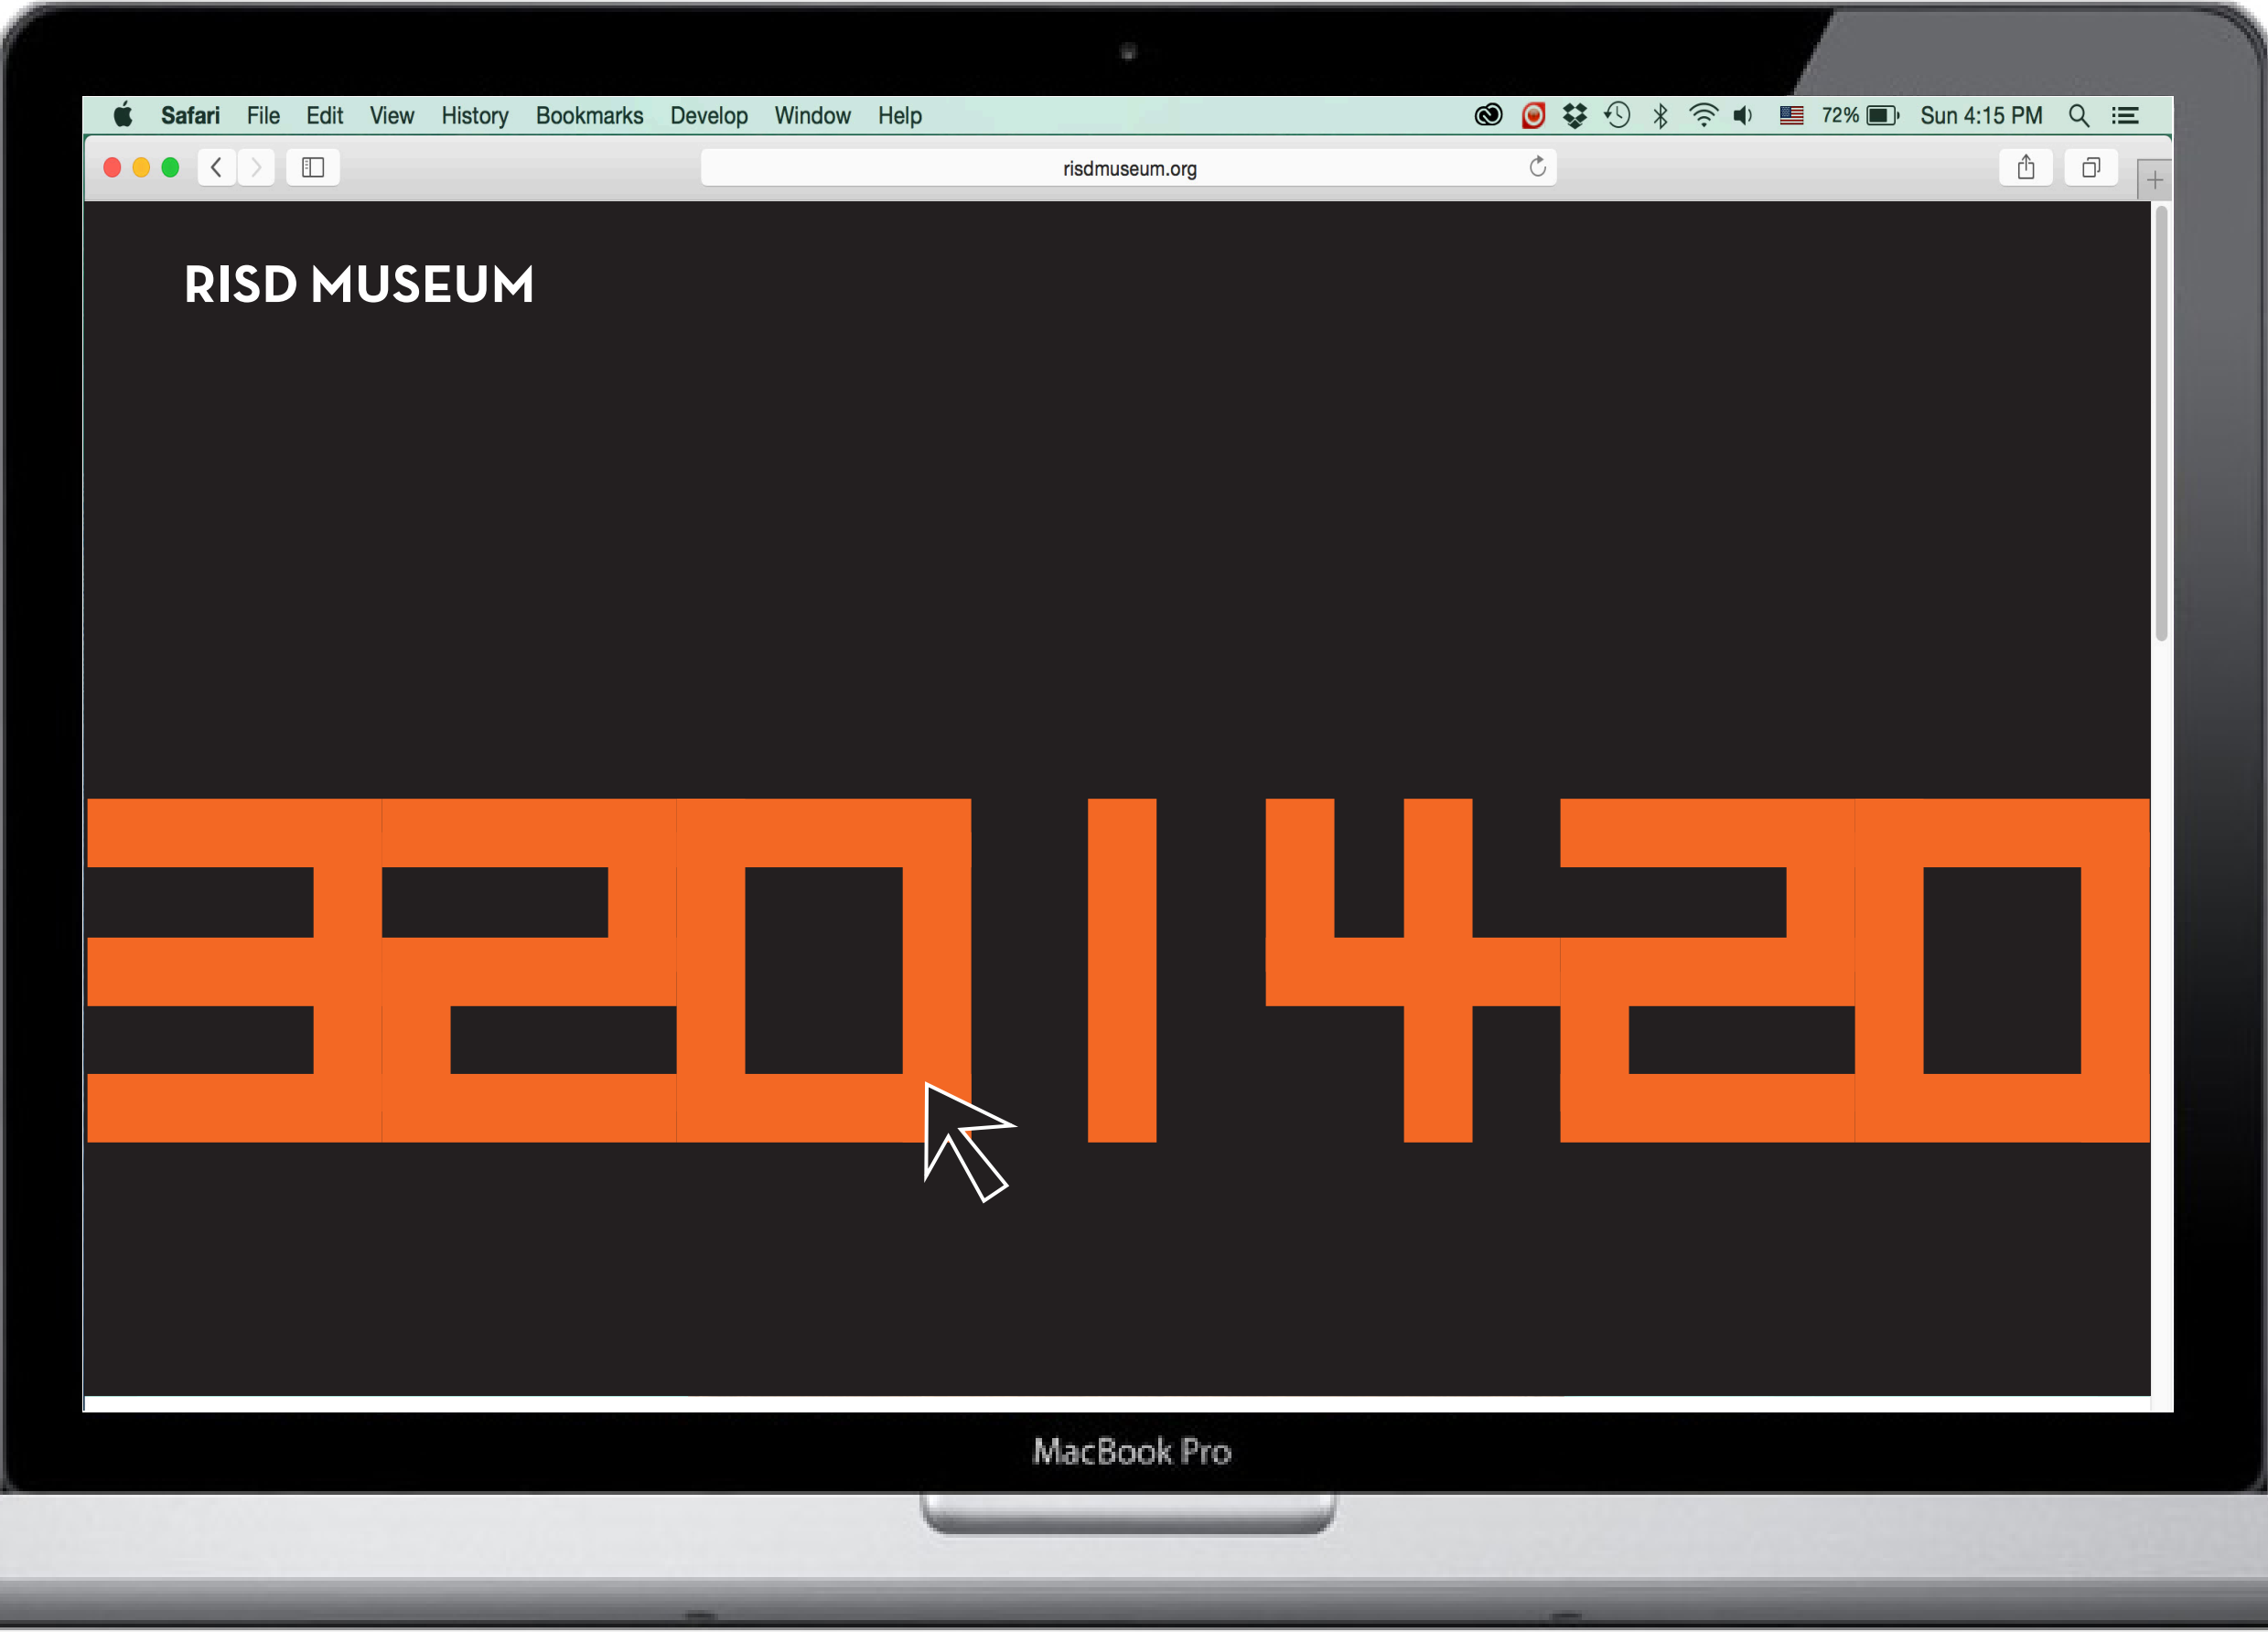 Safari File Edit View History Bookmarks Develop Window Help 72% Sun 4:15 PM
risdmuseum.org
RISD MUSEUM
3201420
MacBook Pro